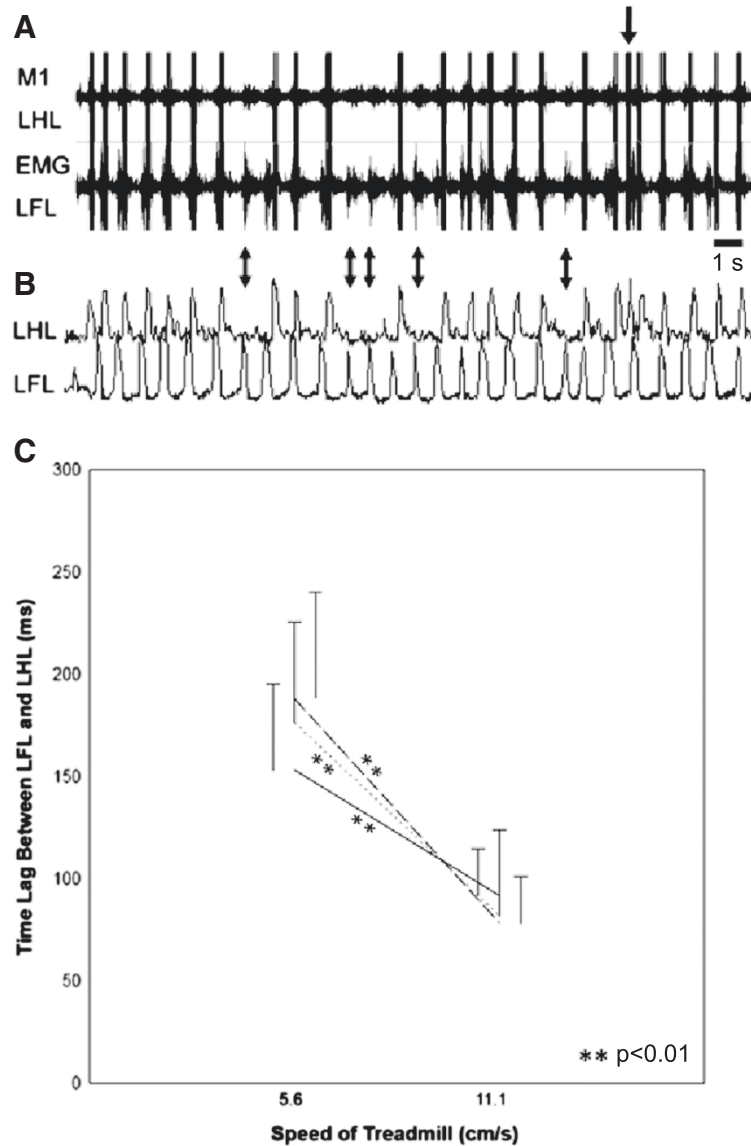 A
M1
LHL
EMG
LFL
1 s
B
LHL
LFL
C
300
250
200
150
100
50
0
Time Lag Between LFL and LHL (ms)
**
**
**
** p<0.01
5.6
11.1
Speed of Treadmill (cm/s)